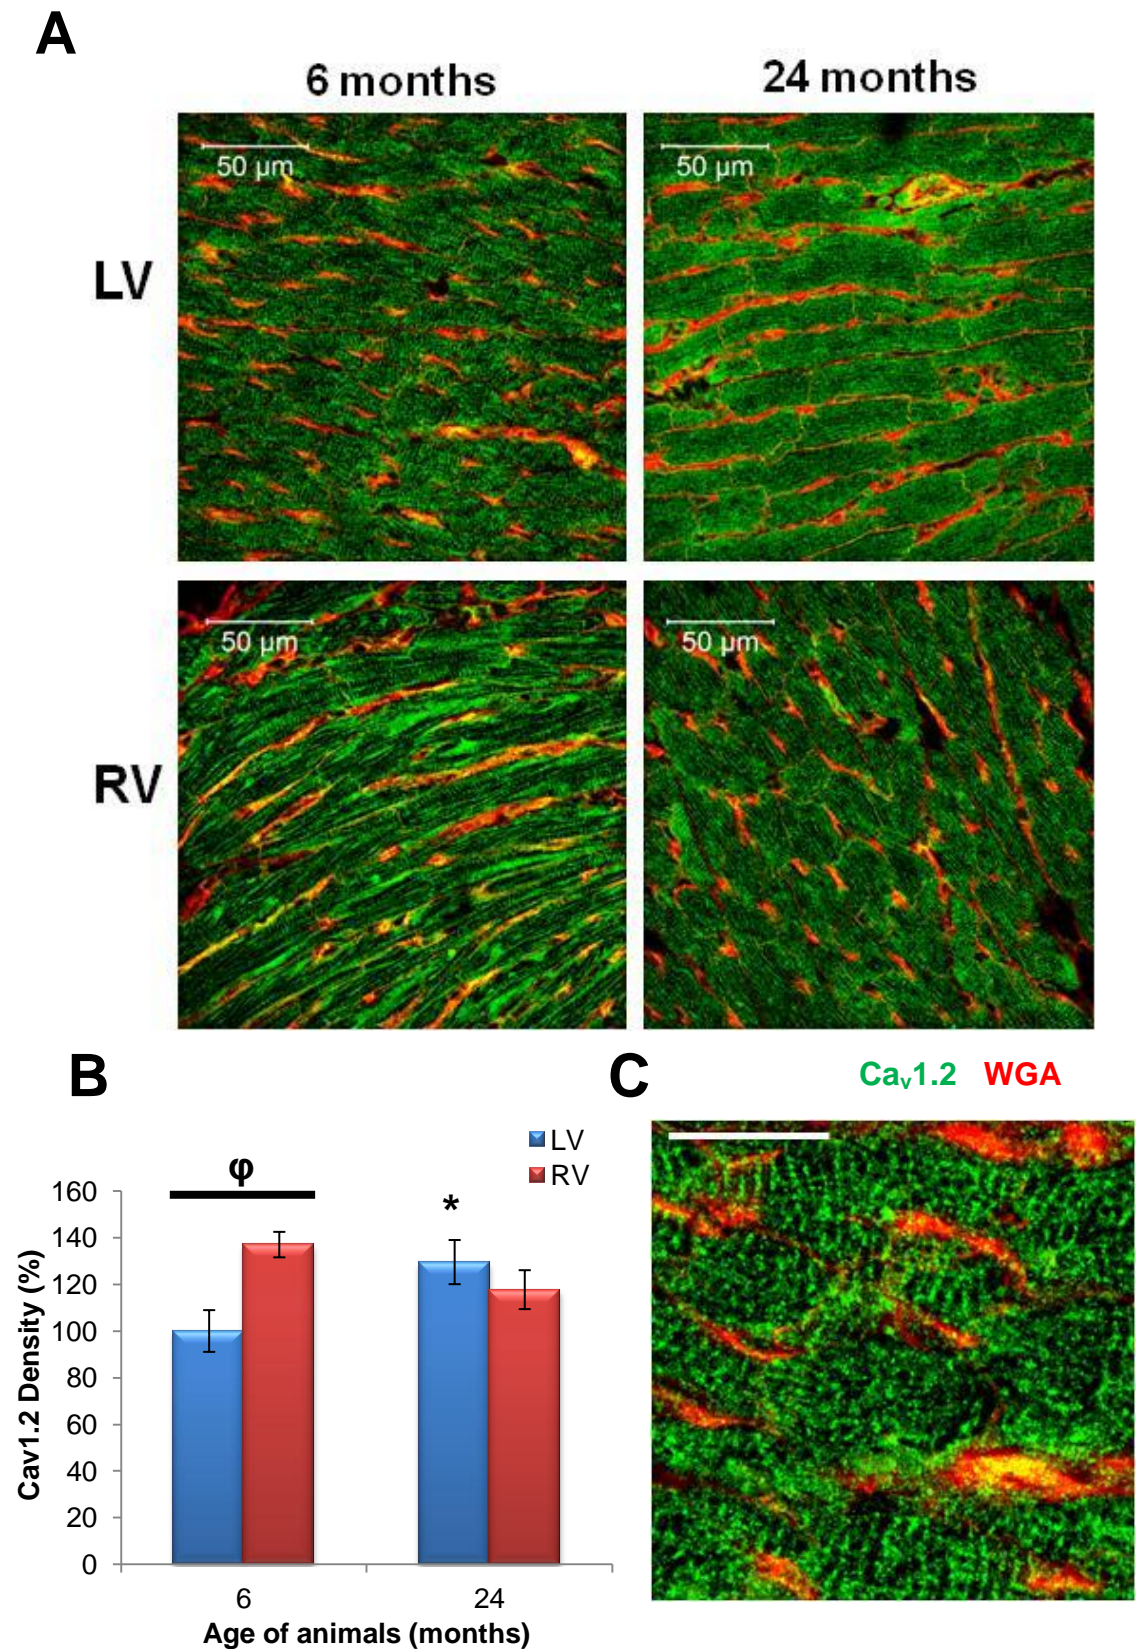 A
6 months
24 months
LV
50 µm
50 µm
RV
50 µm
50 µm
B
LV
RV
φ
*
160
140
120
100
80
60
40
20
0
Cav1.2 Density (%)
6
24
Age of animals (months)
C
Caᵥ1.2 WGA